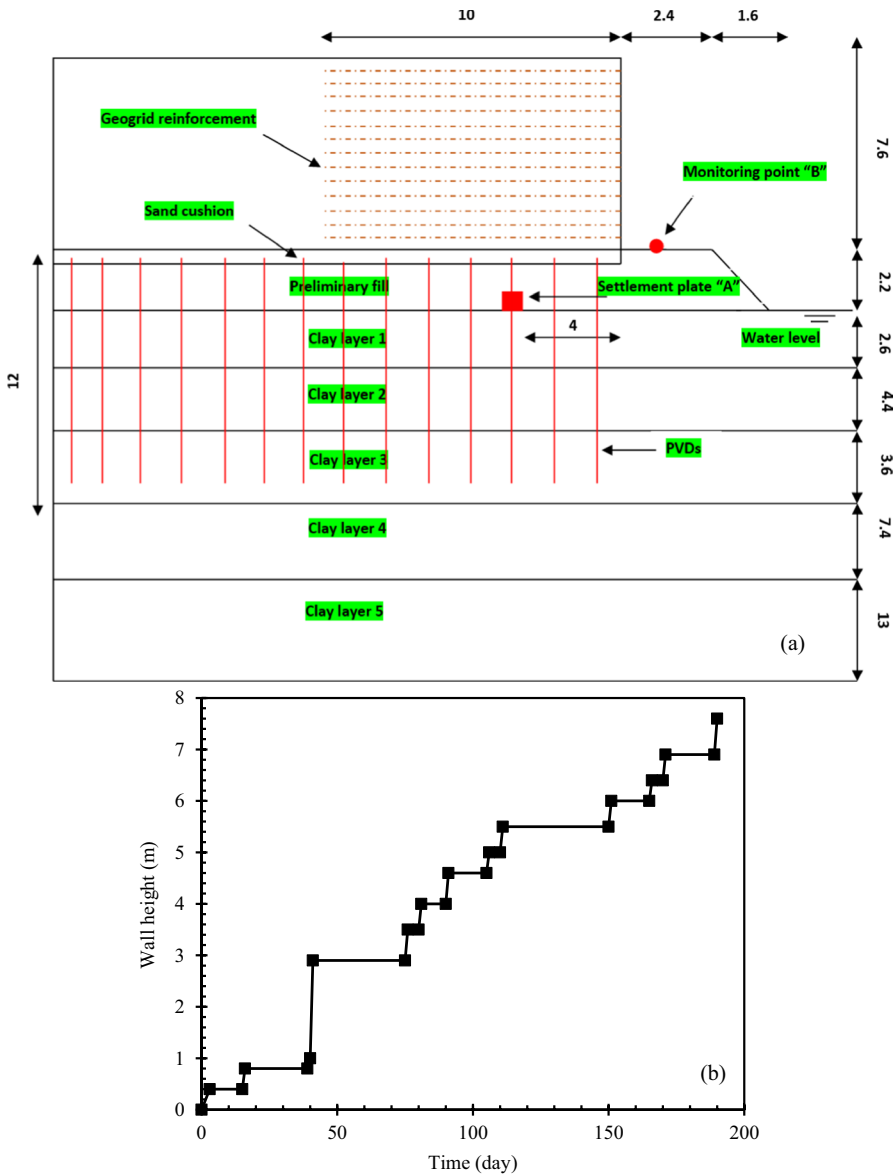 10
2.4
1.6
Geogrid reinforcement
7.6
Monitoring point “B”
Sand cushion
Preliminary fill
Settlement plate “A”
2.2
Clay layer 1
4
Water level
2.6
12
Clay layer 2
4.4
Clay layer 3
PVDs
3.6
Clay layer 4
7.4
Clay layer 5
13
(a)
8
7
6
5
4
3
2
1
0
Wall height (m)
(b)
0
50
100
150
200
Time (day)